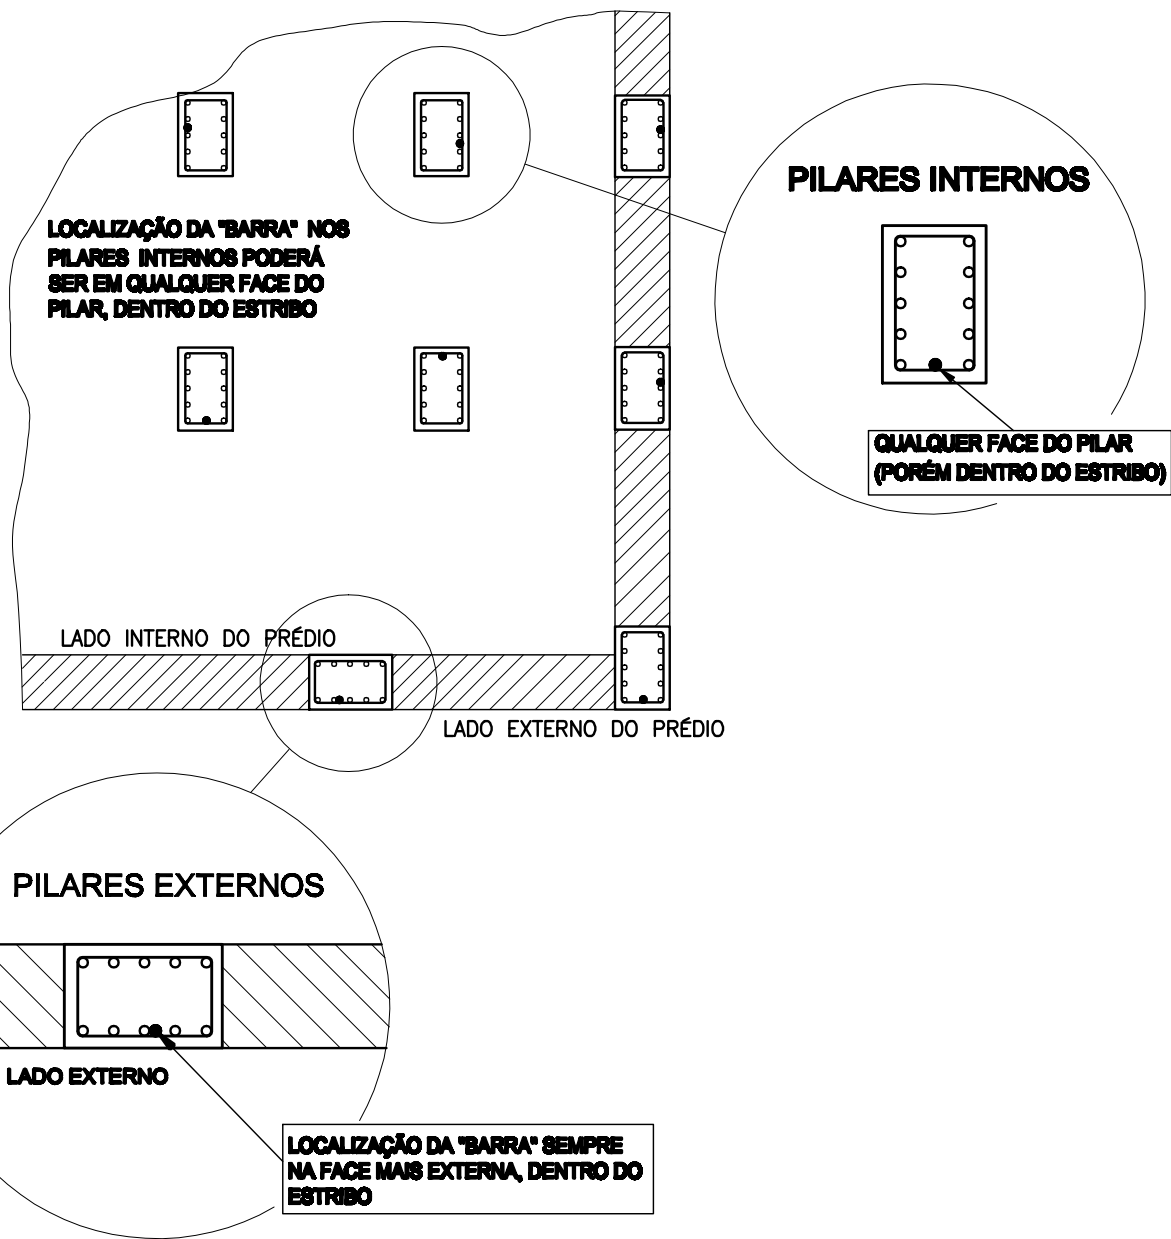 PILARES INTERNOS
LOCALIZAÇÃO DA "BARRA" NOS
PILARES INTERNOS PODERÁ
SER EM QUALQUER FACE DO
PILAR, DENTRO DO ESTRIBO
QUALQUER FACE DO PILAR
(PORÉM DENTRO DO ESTRIBO)
LADO INTERNO DO PRÉDIO
LADO EXTERNO DO PRÉDIO
PILARES EXTERNOS
LADO EXTERNO
LOCALIZAÇÃO DA "BARRA" SEMPRE
NA FACE MAIS EXTERNA, DENTRO DO
ESTRIBO